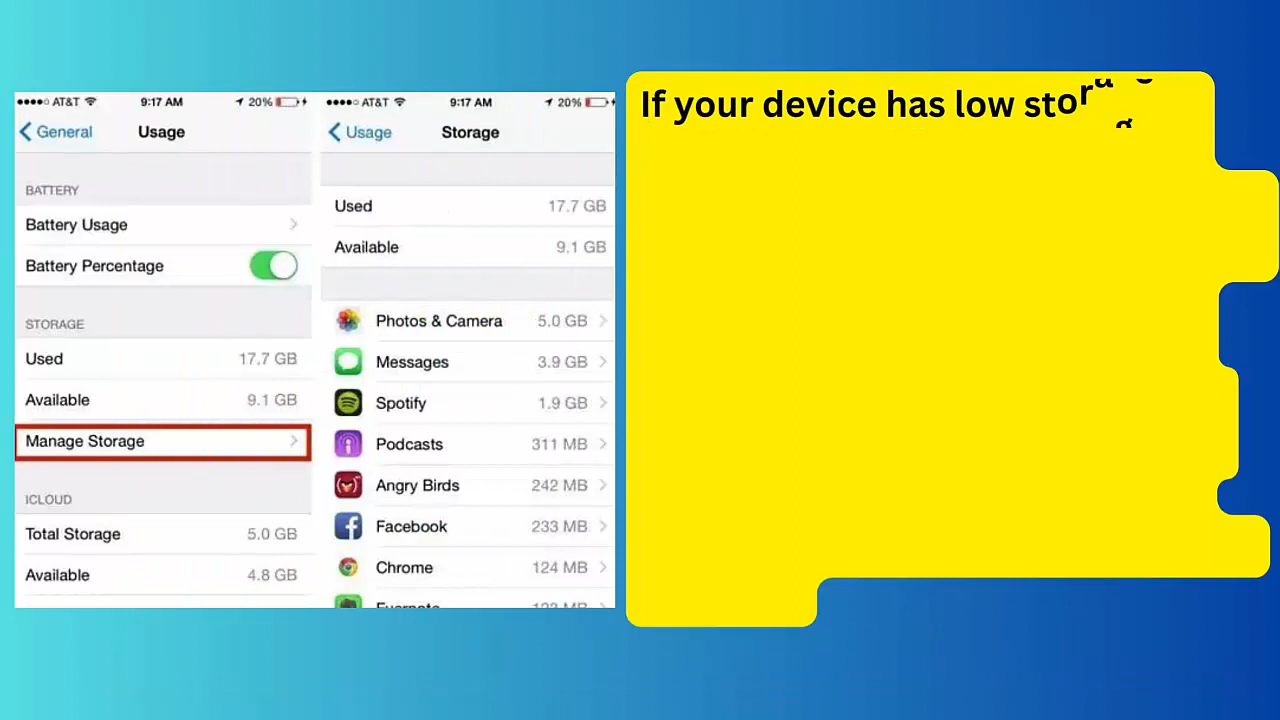 AT&T 9:17 AM 20%
General Usage
BATTERY
Battery Usage
Battery Percentage
STORAGE
Used 17.7 GB
Available 9.1 GB
Manage Storage
ICLOUD
Total Storage 5.0 GB
Available 4.8 GB
AT&T 9:17 AM 20%
Usage Storage
Used 17.7 GB
Available 9.1 GB
Photos & Camera 5.0 GB
Messages 3.9 GB
Spotify 1.9 GB
Podcasts 311 MB
Angry Birds 242 MB
Facebook 233 MB
Chrome 124 MB
If your device has low